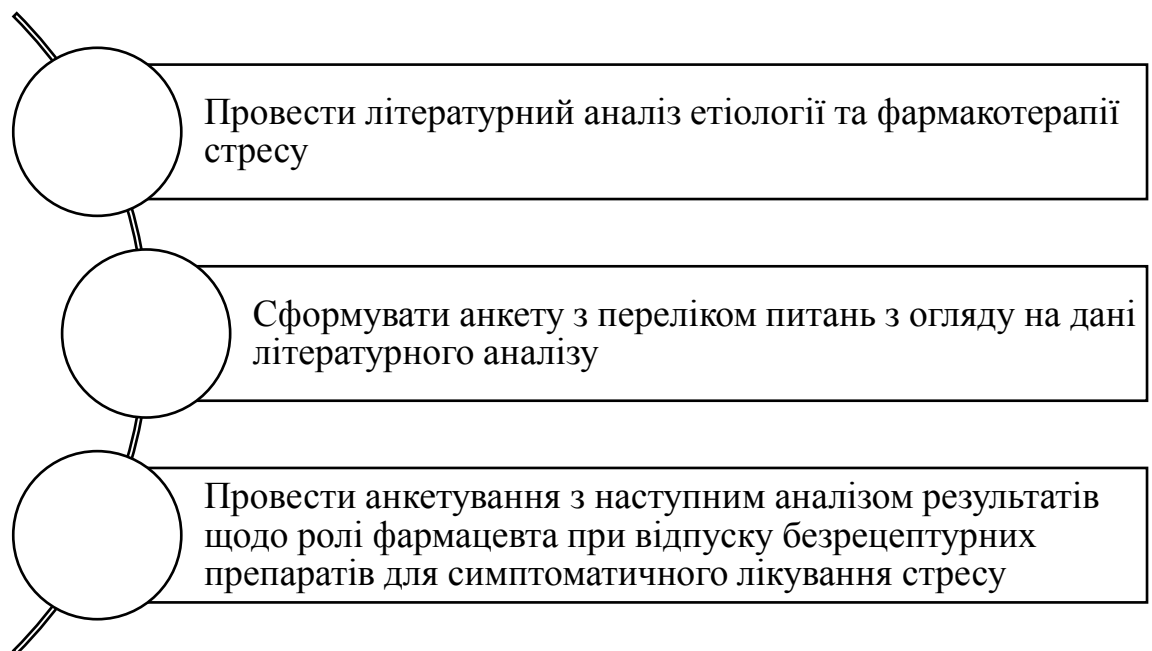 Провести літературний аналіз етіології та фармакотерапії
стресу
Сформувати анкету з переліком питань з огляду на дані
літературного аналізу
Провести анкетування з наступним аналізом результатів
щодо ролі фармацевта при відпуску безрецептурних
препаратів для симптоматичного лікування стресу